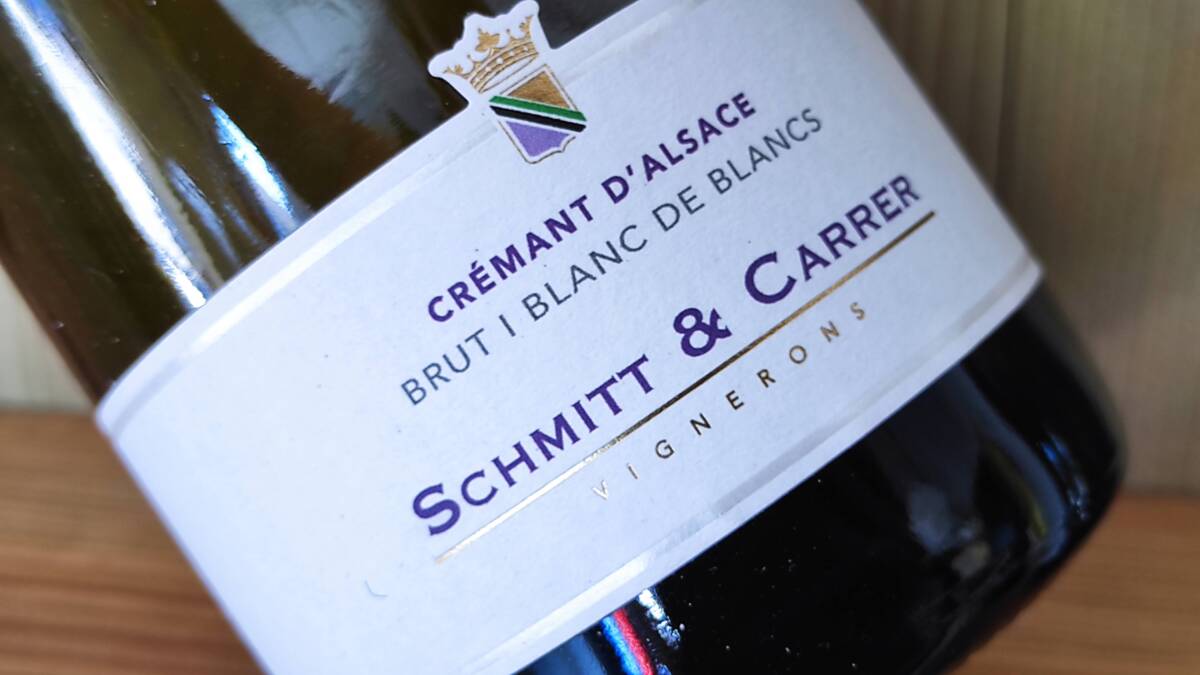 CRÉMANT D'ALSACE
BRUT | BLANC DE BLANCS
SCHMITT & CARRER
VIGNERONS